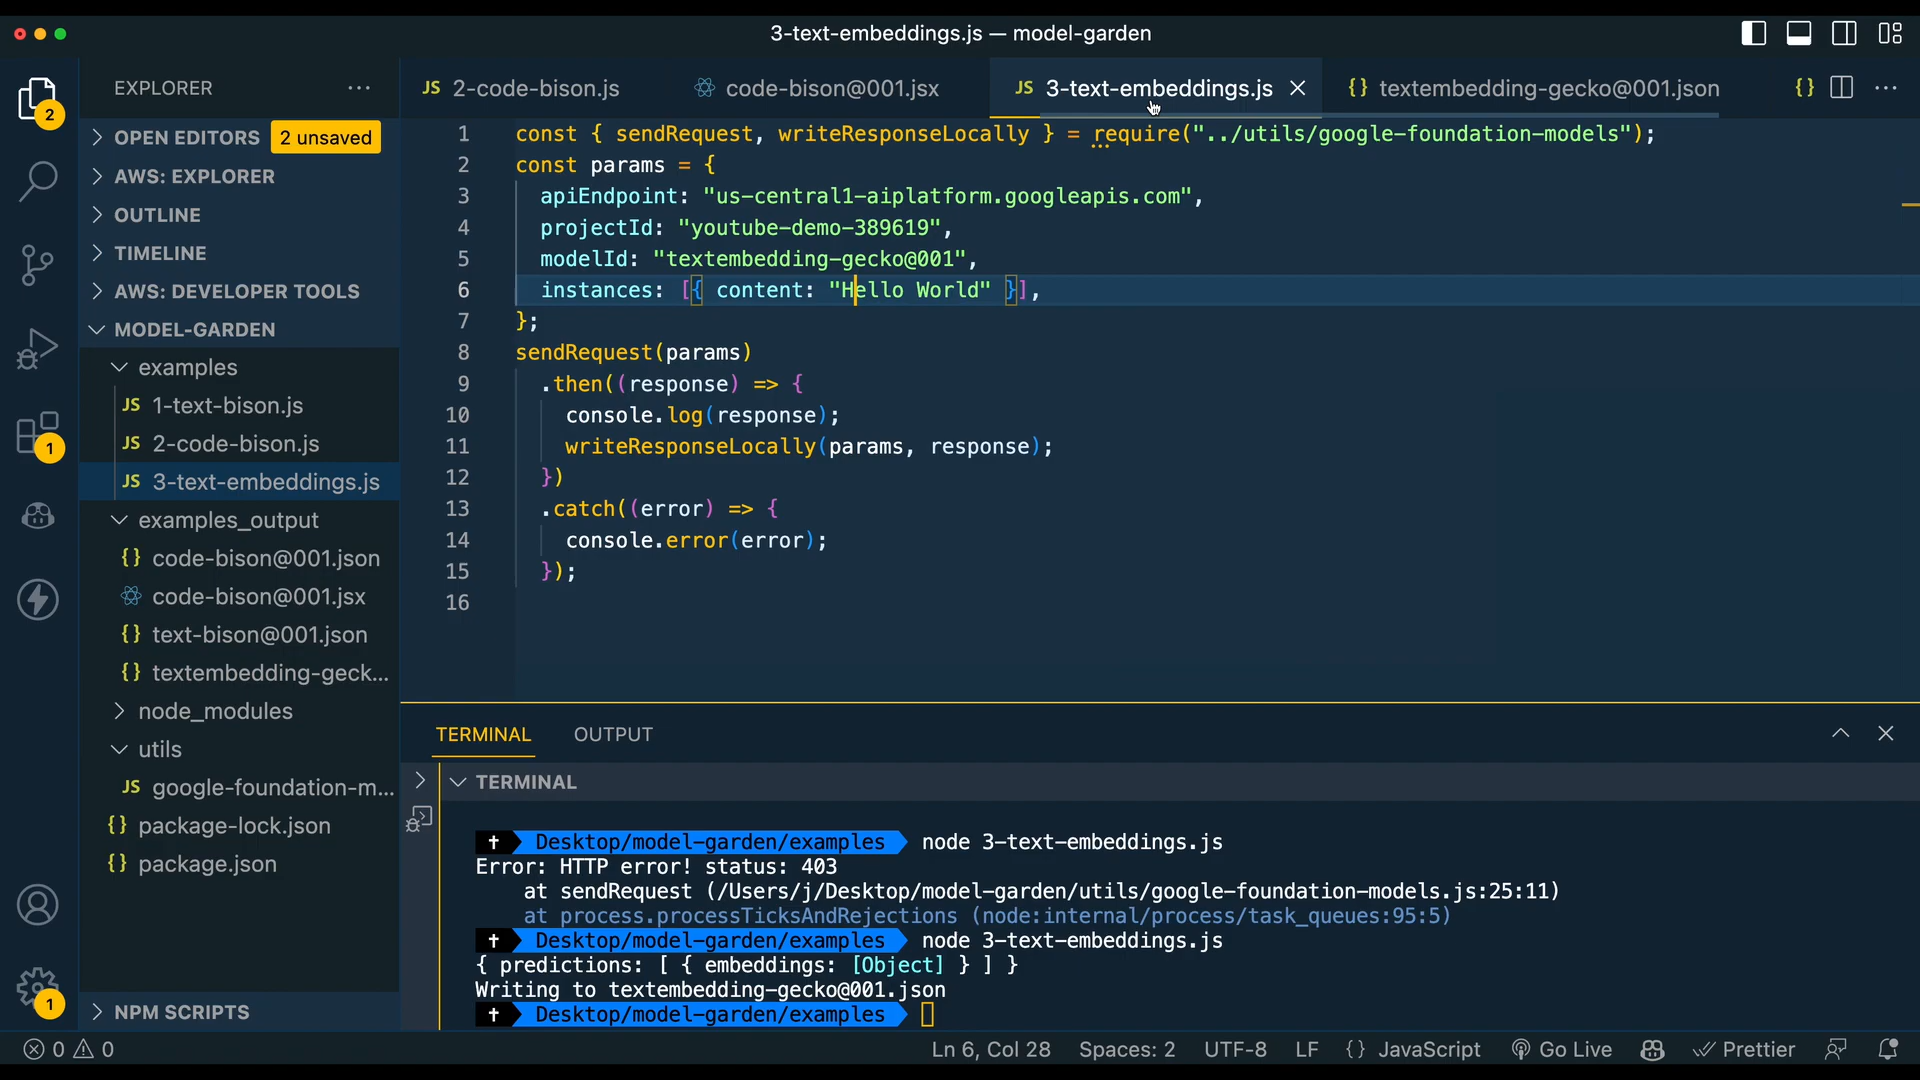 3-text-embeddings.js — model-garden
EXPLORER
2
OPEN EDITORS 2 unsaved
AWS: EXPLORER
OUTLINE
TIMELINE
AWS: DEVELOPER TOOLS
MODEL-GARDEN
examples
JS 1-text-bison.js
JS 2-code-bison.js
JS 3-text-embeddings.js
examples_output
{} code-bison@001.json
code-bison@001.jsx
{} text-bison@001.json
{} textembedding-geck...
node_modules
utils
JS google-foundation-m...
{} package-lock.json
{} package.json
NPM SCRIPTS
1
1
JS 2-code-bison.js
code-bison@001.jsx
JS 3-text-embeddings.js
{} textembedding-gecko@001.json
{}
1 const { sendRequest, writeResponseLocally } = require("../utils/google-foundation-models");
2 const params = {
3 apiEndpoint: "us-central1-aiplatform.googleapis.com",
4 projectId: "youtube-demo-389619",
5 modelId: "textembedding-gecko@001",
6 instances: [{ content: "Hello World" }],
7 };
8 sendRequest(params)
9 .then((response) => {
10 console.log(response);
11 writeResponseLocally(params, response);
12 })
13 .catch((error) => {
14 console.error(error);
15 });
16
TERMINAL OUTPUT
TERMINAL
Desktop/model-garden/examples node 3-text-embeddings.js
Error: HTTP error! status: 403
at sendRequest (/Users/j/Desktop/model-garden/utils/google-foundation-models.js:25:11)
at process.processTicksAndRejections (node:internal/process/task_queues:95:5)
Desktop/model-garden/examples node 3-text-embeddings.js
{ predictions: [ { embeddings: [Object] } ] }
Writing to textembedding-gecko@001.json
Desktop/model-garden/examples
0 0 Ln 6, Col 28 Spaces: 2 UTF-8 LF {} JavaScript Go Live Prettier